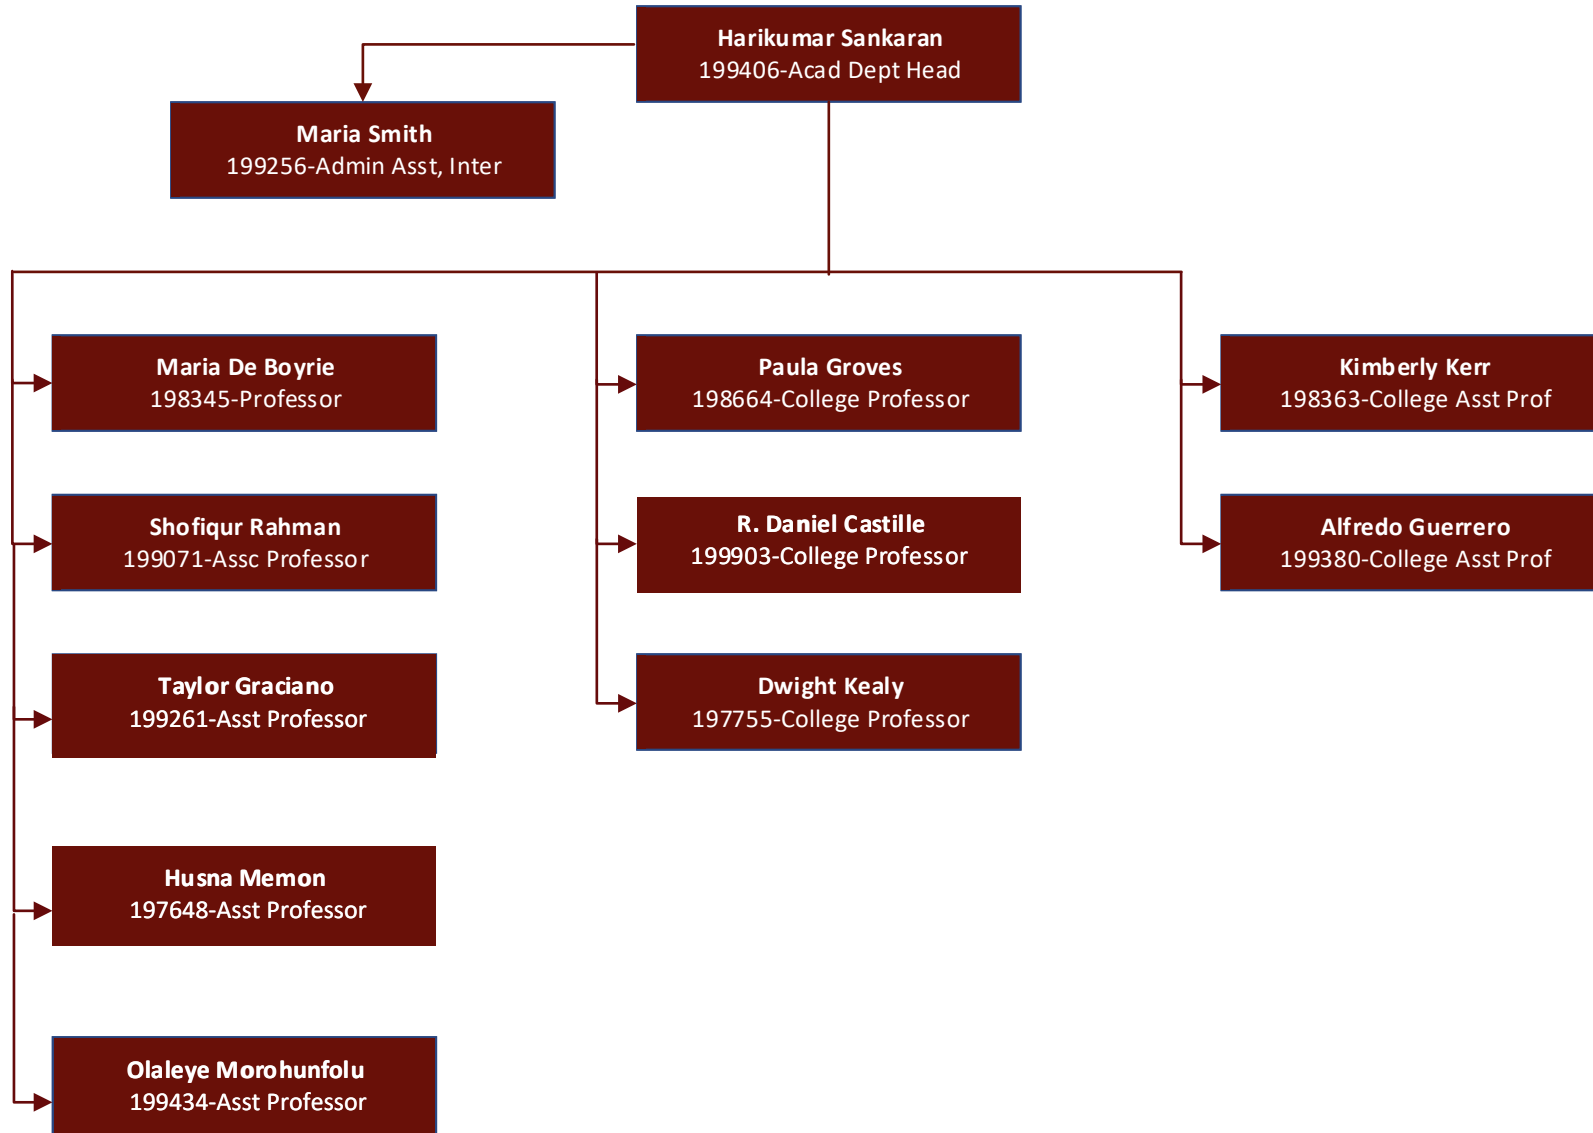 Harikumar Sankaran
199406-Acad Dept Head
Maria Smith
199256-Admin Asst, Inter
Maria De Boyrie
198345-Professor
Paula Groves
198664-College Professor
Kimberly Kerr
198363-College Asst Prof
Shofiqur Rahman
199071-Assc Professor
R. Daniel Castille
199903-College Professor
Alfredo Guerrero
199380-College Asst Prof
Taylor Graciano
199261-Asst Professor
Dwight Kealy
197755-College Professor
Husna Memon
197648-Asst Professor
Olaleye Morohunfolu
199434-Asst Professor